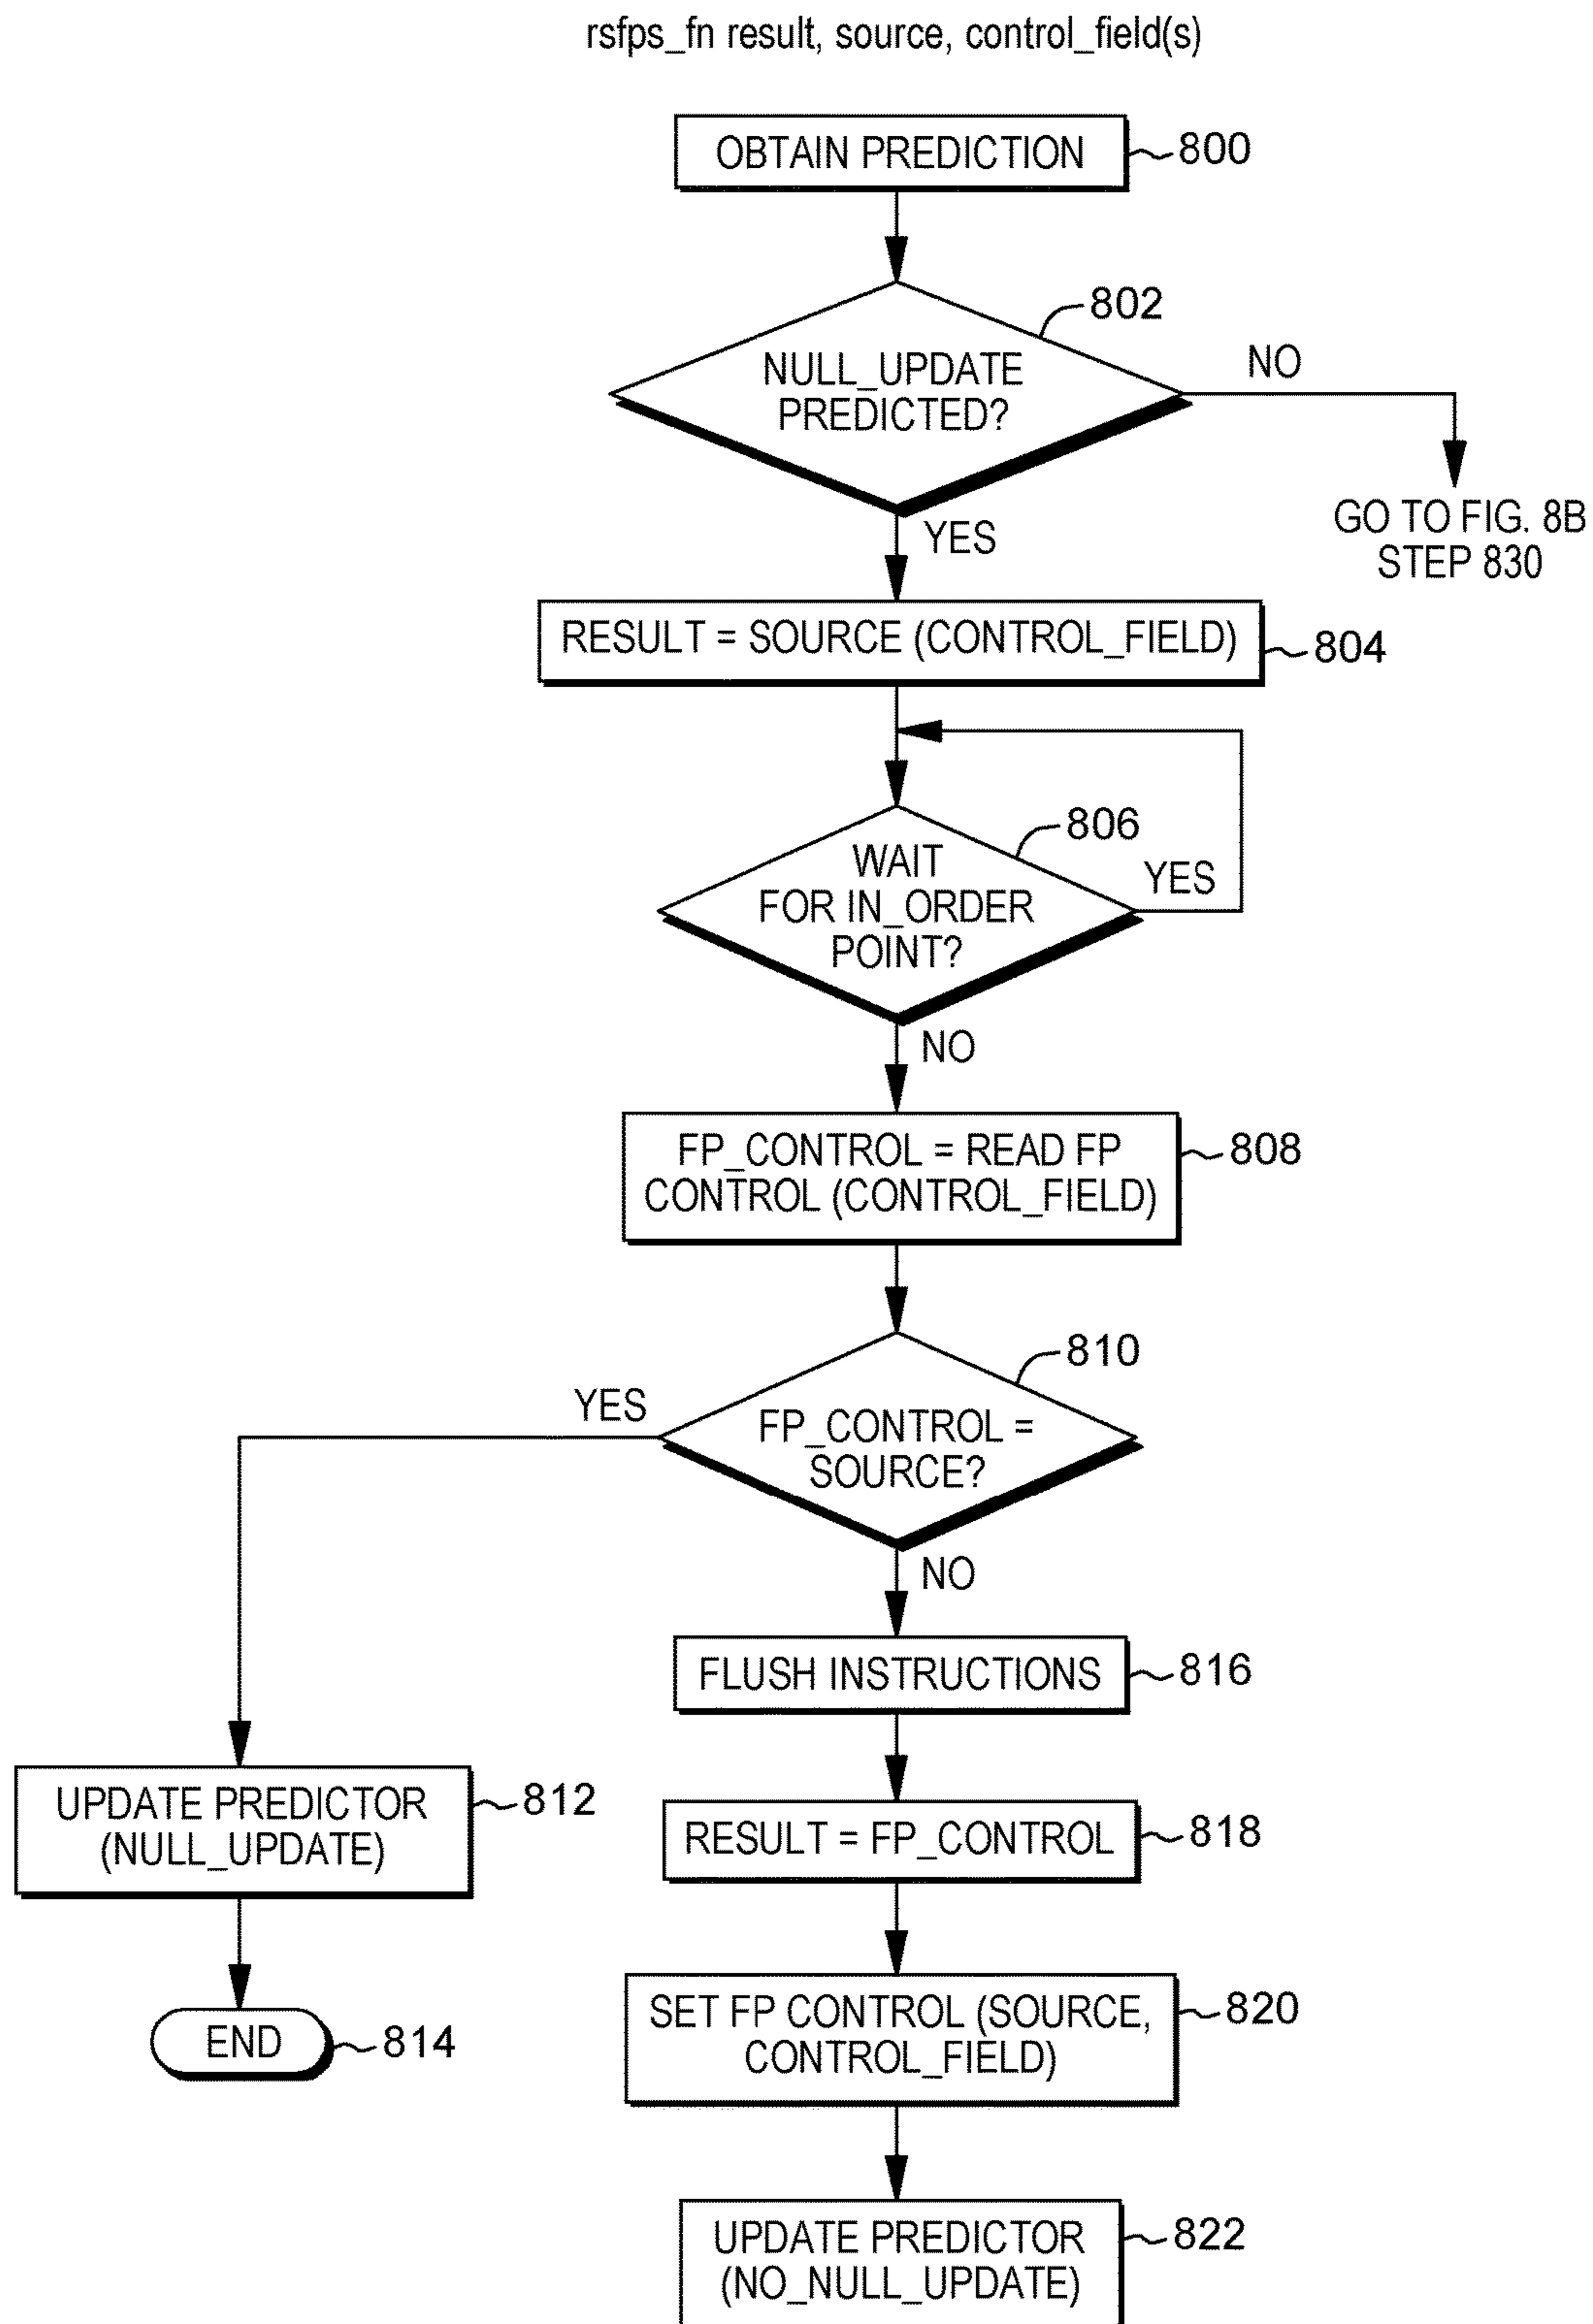 rsfps_fn result, source, control_field(s)
OBTAIN PREDICTION
800
802
NULL_UPDATE
PREDICTED?
NO
GO TO FIG. 8B
STEP 830
YES
RESULT = SOURCE (CONTROL_FIELD)
804
806
WAIT
FOR IN_ORDER
POINT?
YES
NO
FP_CONTROL = READ FP
CONTROL (CONTROL_FIELD)
808
810
YES
FP_CONTROL =
SOURCE?
NO
FLUSH INSTRUCTIONS
816
UPDATE PREDICTOR
(NULL_UPDATE)
812
RESULT = FP_CONTROL
818
END
814
SET FP CONTROL (SOURCE,
CONTROL_FIELD)
820
UPDATE PREDICTOR
(NO_NULL_UPDATE)
822